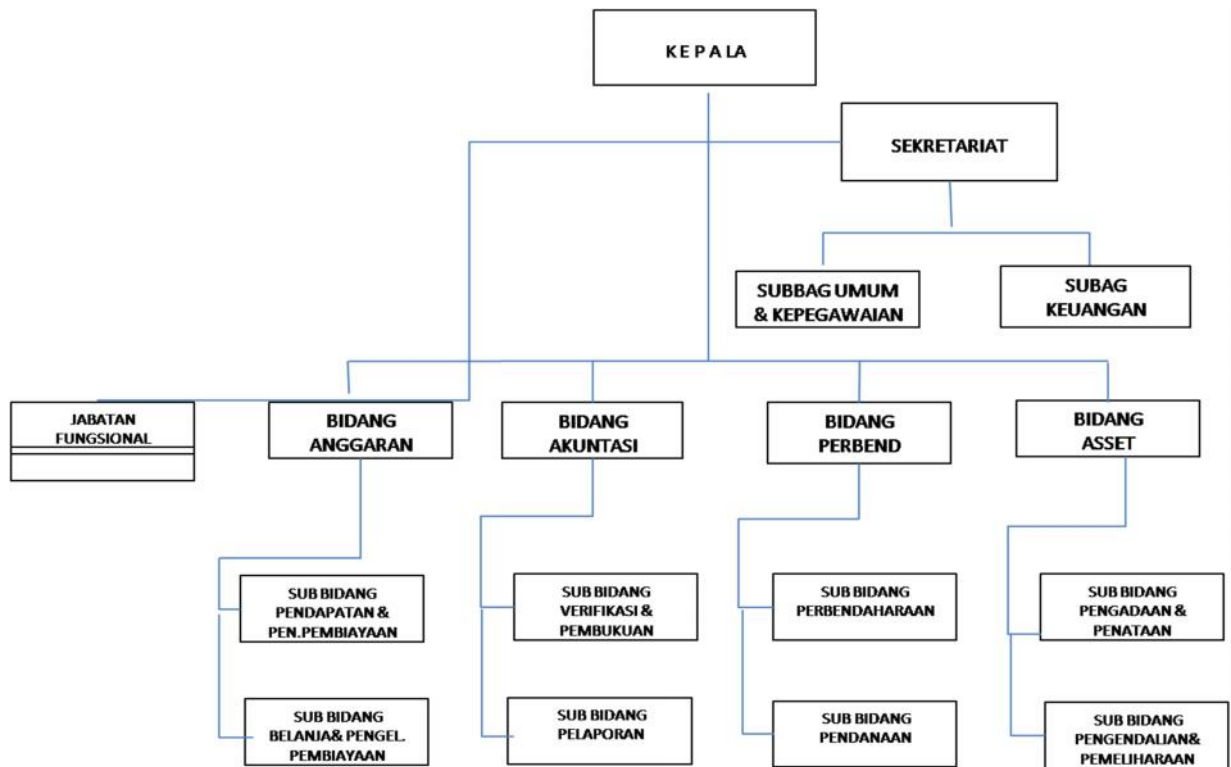 K E P A LA
SEKRETARIAT
SUBBAG UMUM
& KEPEGAWAIAN
SUBAG
KEUANGAN
JABATAN
FUNGSIONAL
BIDANG
ANGGARAN
BIDANG
AKUNTASI
BIDANG
PERBEND
BIDANG
ASSET
SUB BIDANG
PENDAPATAN &
PEN.PEMBIAYAAN
SUB BIDANG
VERIFIKASI &
PEMBUKUAN
SUB BIDANG
PERBENDAHARAAN
SUB BIDANG
PENGADAAN &
PENATAAN
SUB BIDANG
BELANJA& PENGEL.
PEMBIAYAAN
SUB BIDANG
PELAPORAN
SUB BIDANG
PENDANAAN
SUB BIDANG
PENGENDALIAN&
PEMELIHARAAN